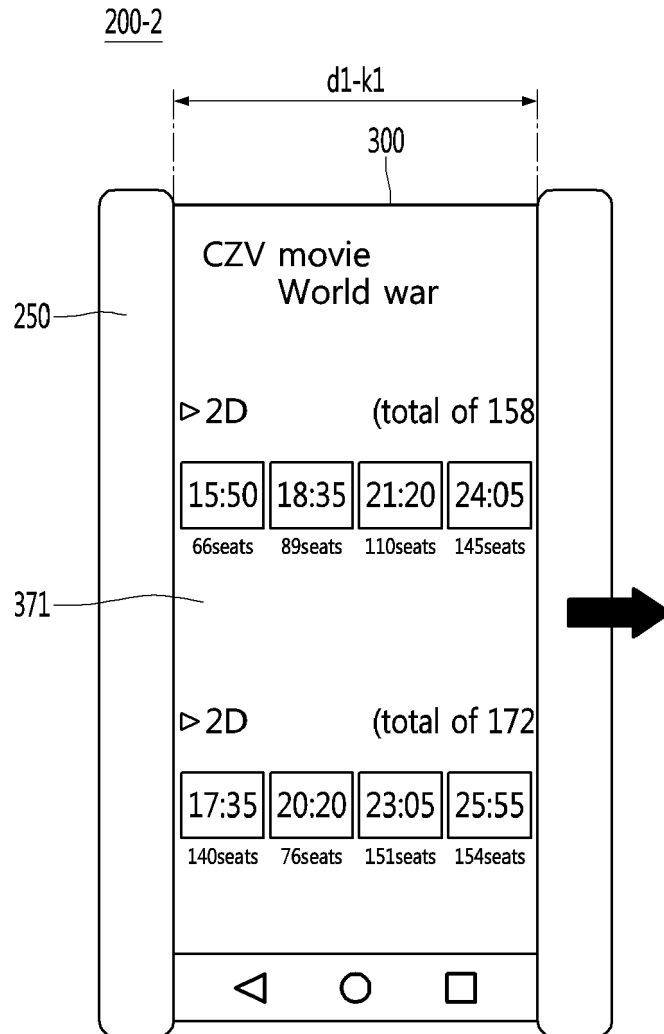 200-2
d1-k1
300
CZV movie
World war
250
▷2D (total of 158
15:50 18:35 21:20 24:05
66seats 89seats 110seats 145seats
371
▷2D (total of 172
17:35 20:20 23:05 25:55
140seats 76seats 151seats 154seats